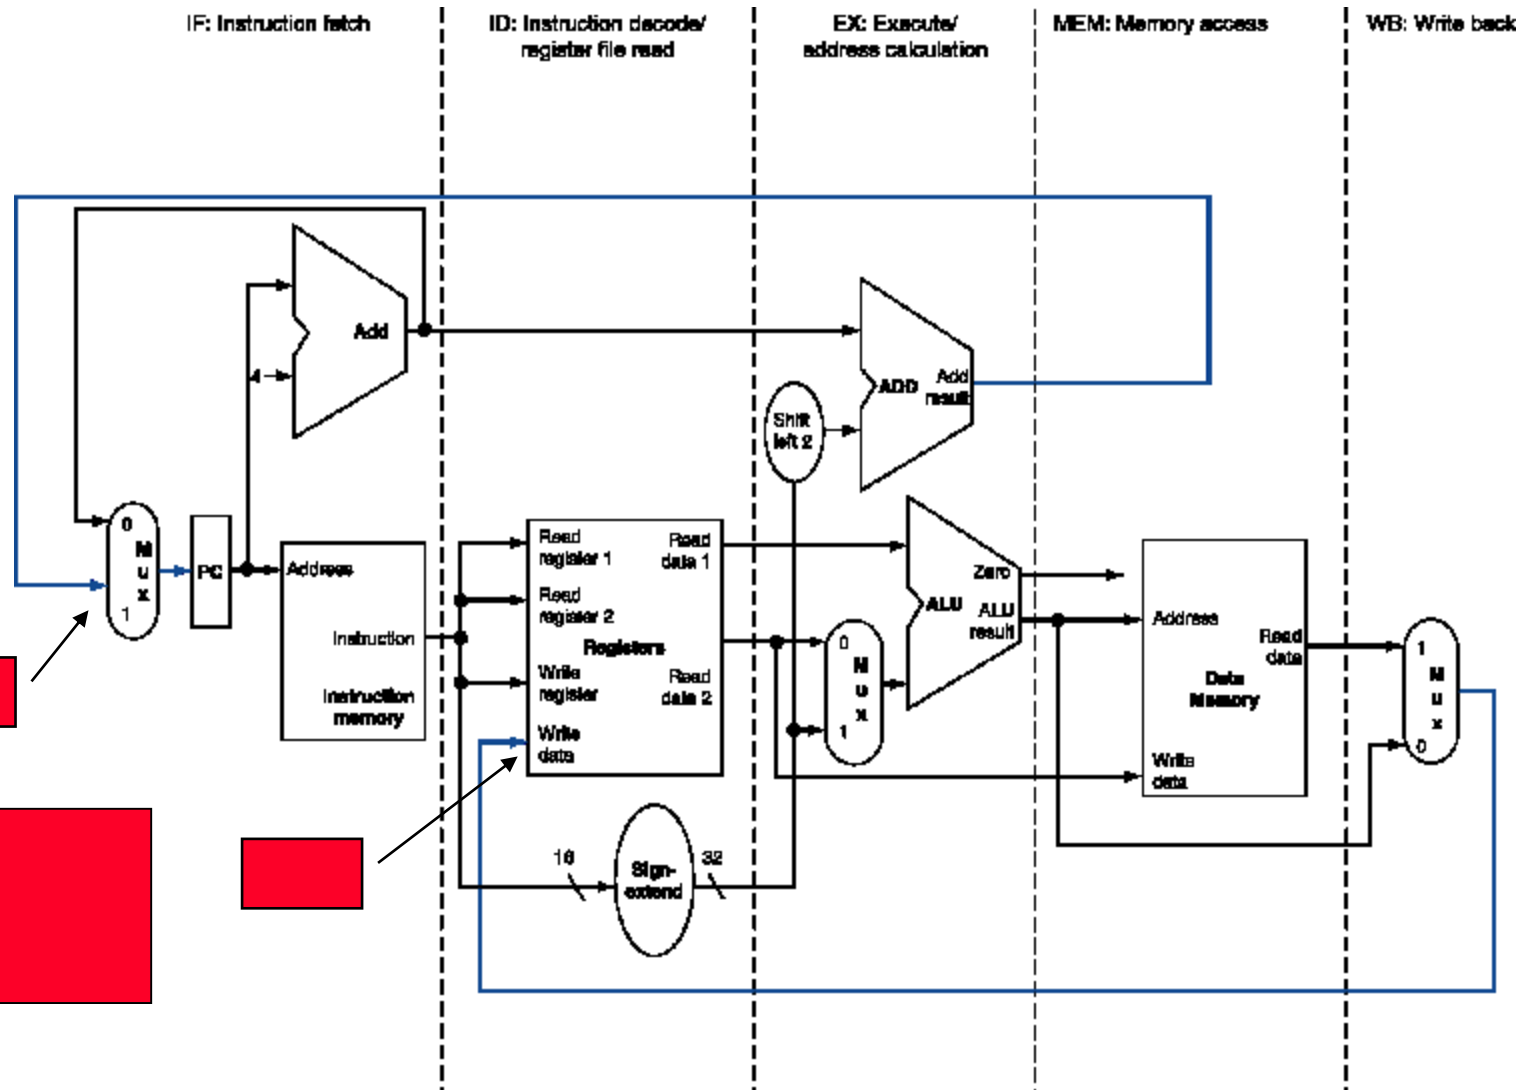 IF: Instruction fetch
ID: Instruction decode/
register file read
EX: Execute/
address calculation
MEM: Memory access
WB: Write back
Add
4
ADD
Add
result
Shift
left 2
0
M
u
x
1
PC
Address
Instruction
Instruction
memory
Read
register 1
Read
data 1
Read
register 2
Registers
Write
register
Read
data 2
Write
data
16
Sign-
extend
32
0
M
u
x
1
Zero
ALU
ALU
result
Address
Read
data
Data
Memory
Write
data
1
M
u
x
0